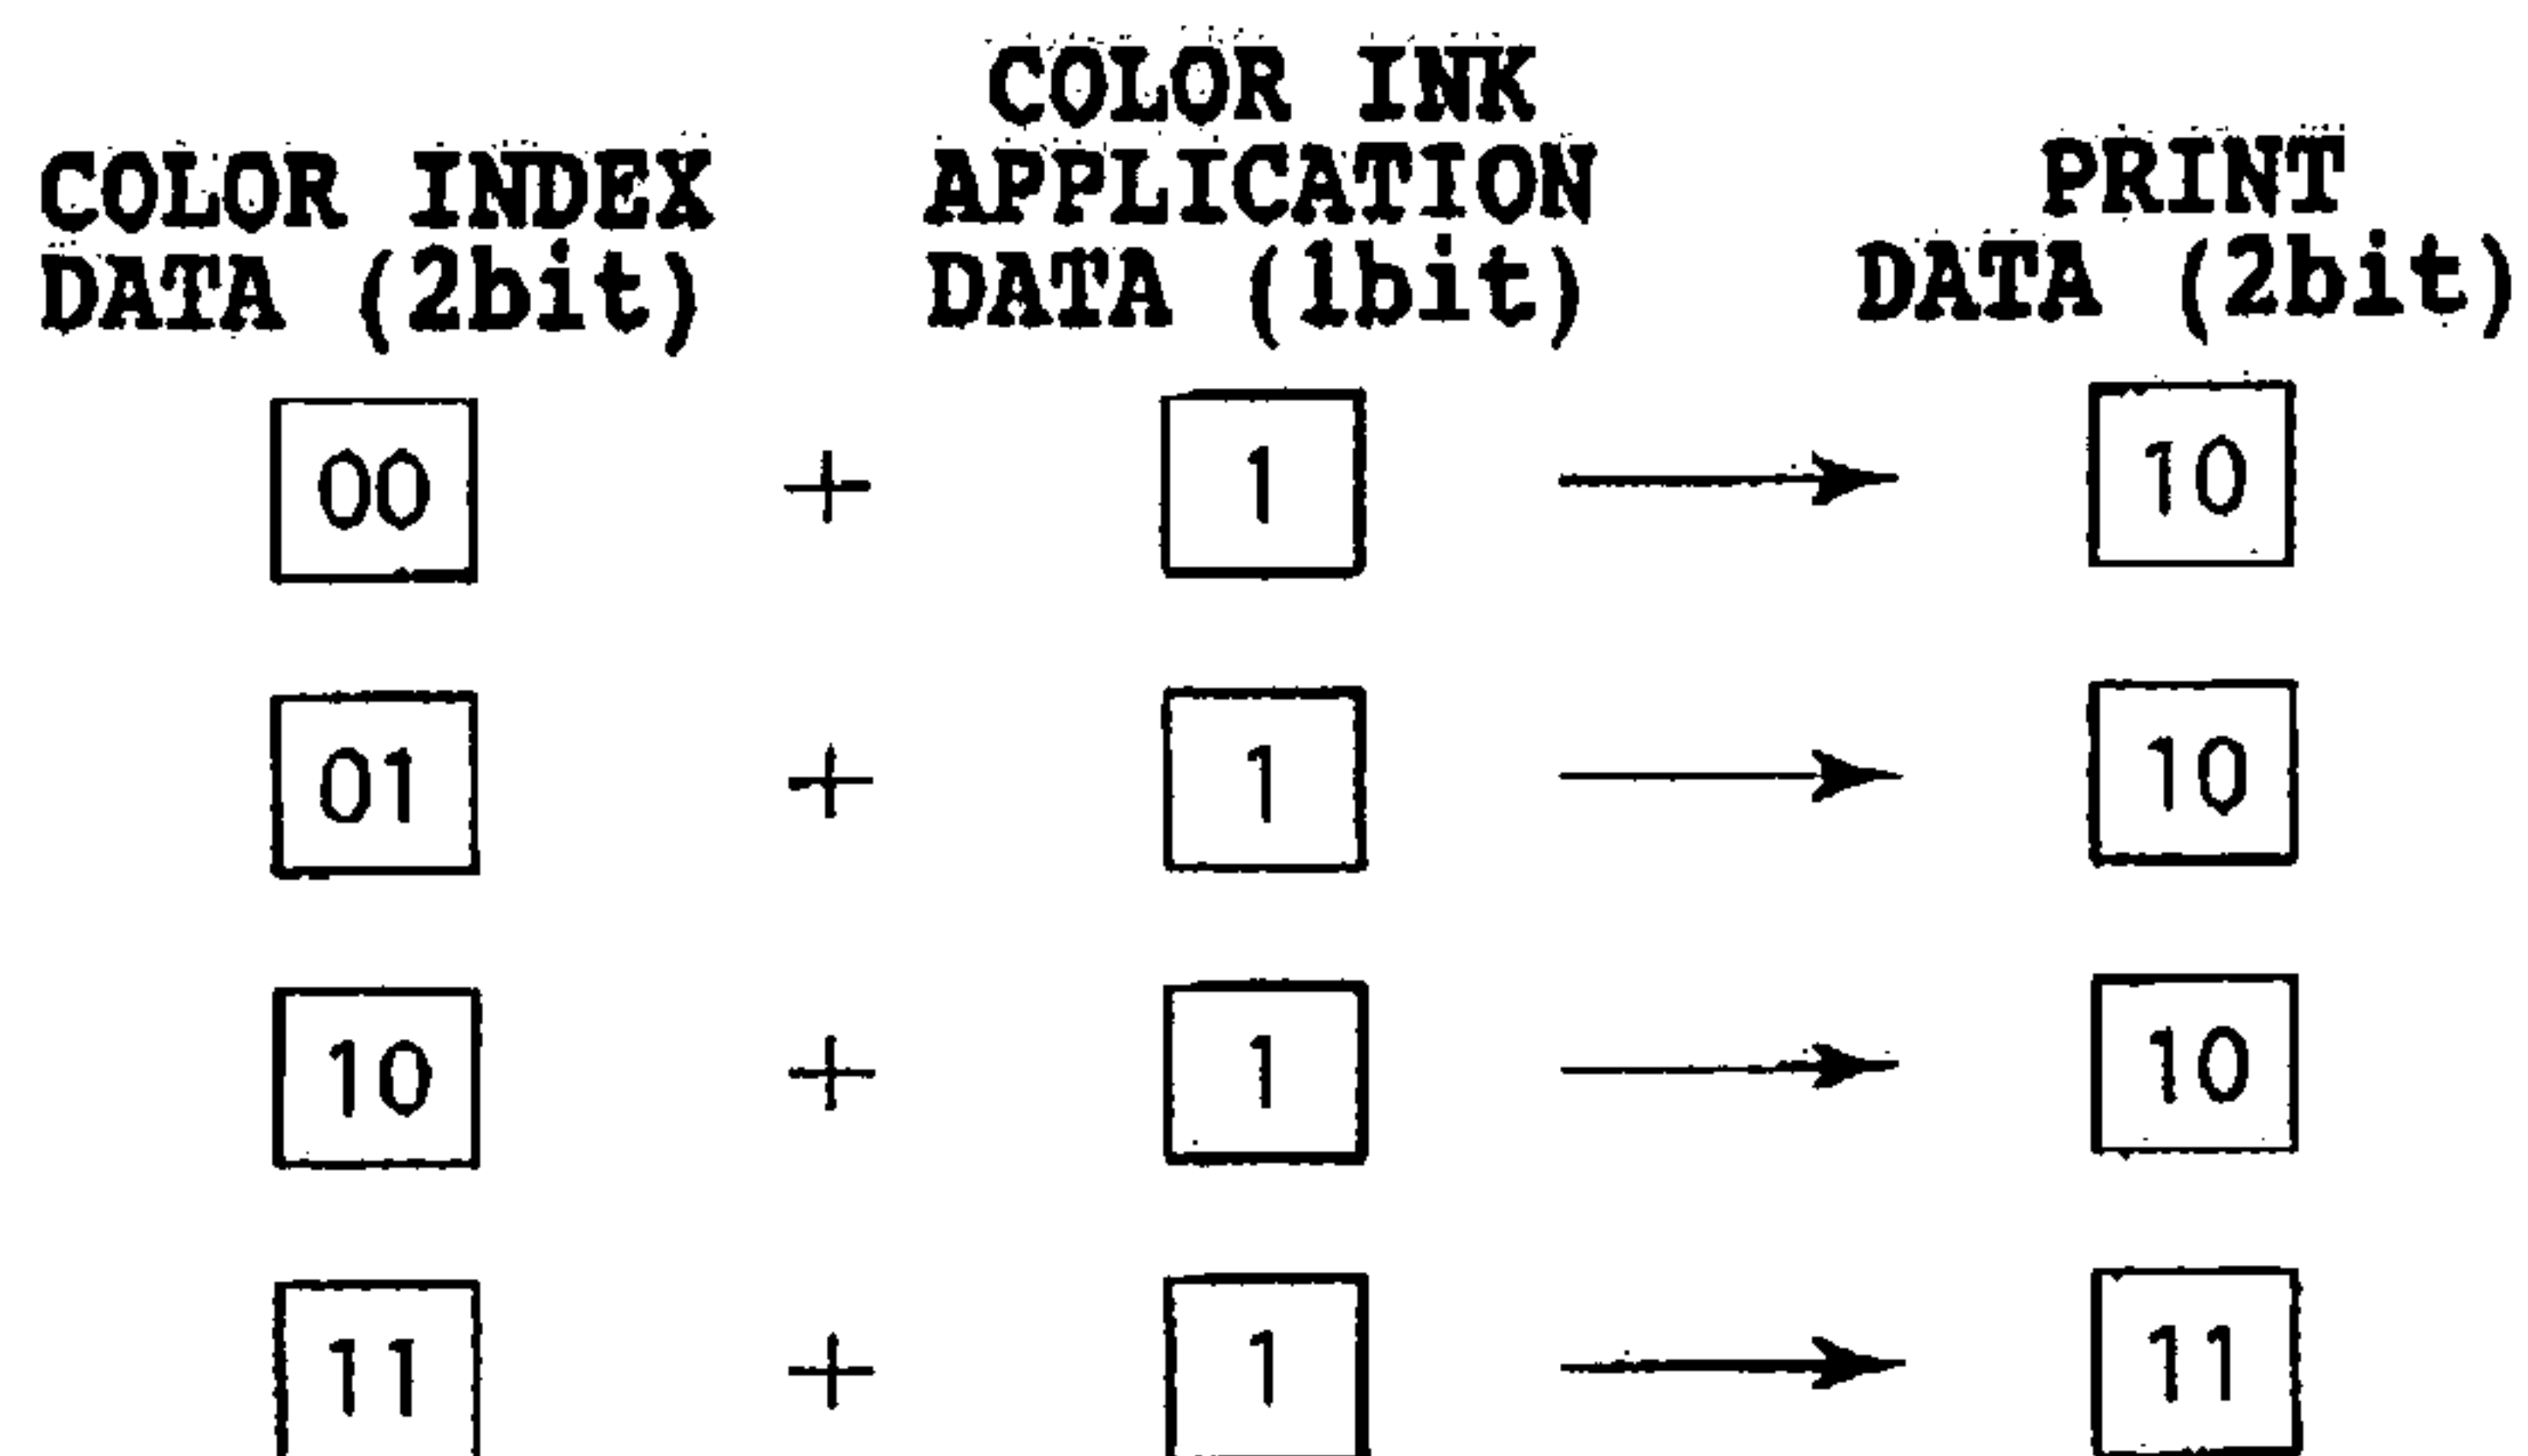 COLOR INDEX
DATA (2bit)
COLOR INK
APPLICATION
DATA (1bit)
PRINT
DATA (2bit)
00 + 1 10
01 + 1 10
10 + 1 10
11 + 1 11